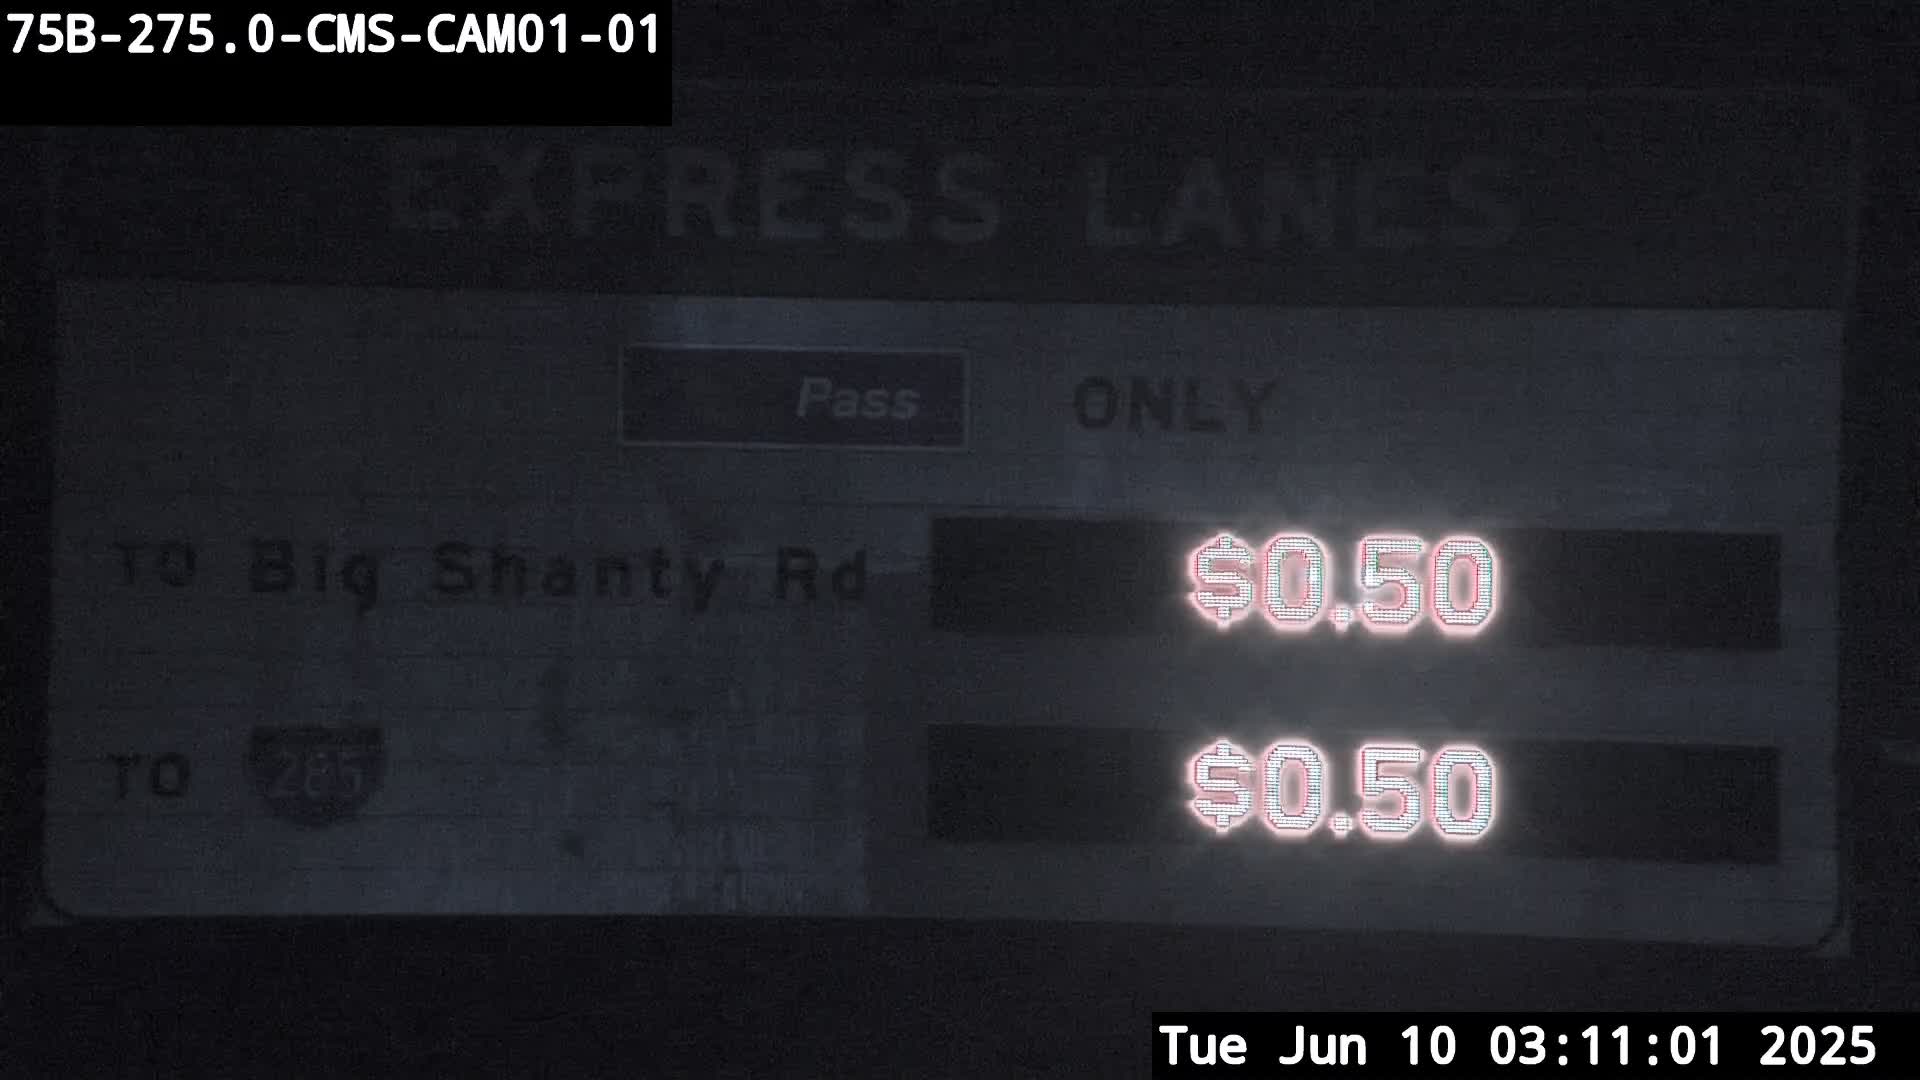 75B-275.0-CMS-CAM01-01
EXPRESS LANES
Pass ONLY
TO Big Shanty Rd $0.50
TO 285 $0.50
Tue Jun 10 03:11:01 2025